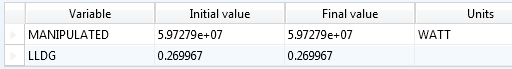 Variable Initial value Final value Units
MANIPULATED 5.97279e+07 5.97279e+07 WATT
LLDG 0.269967 0.269967